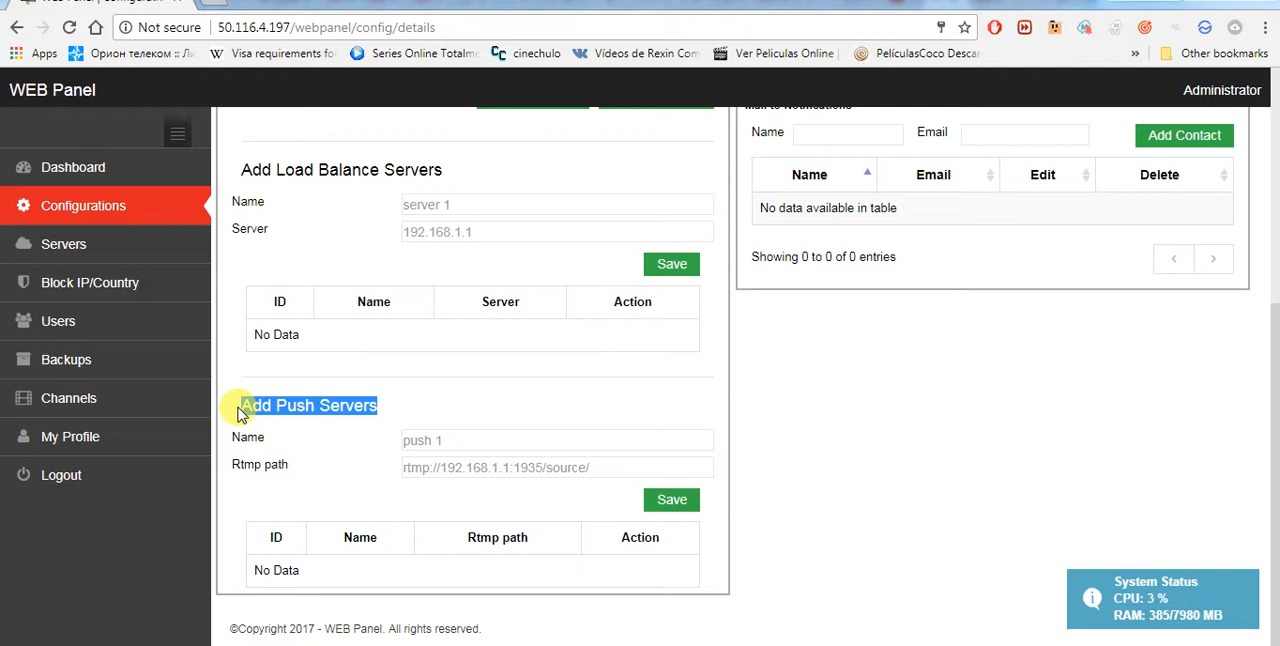 Not secure | 50.116.4.197/webpanel/config/details
Apps Орион телеком :: Ли Visa requirements for Series Online Totalme cinechulo Vídeos de Rexin Com Ver Películas Online PelículasCoco Descar » Other bookmarks
WEB Panel
Administrator
Dashboard
Configurations
Servers
Block IP/Country
Users
Backups
Channels
My Profile
Logout
Add Load Balance Servers
Name server 1
Server 192.168.1.1
Save
ID Name Server Action
No Data
Add Push Servers
Name push 1
Rtmp path rtmp://192.168.1.1:1935/source/
Save
ID Name Rtmp path Action
No Data
Mail to Notifications
Name Email Add Contact
Name Email Edit Delete
No data available in table
Showing 0 to 0 of 0 entries
System Status
CPU: 3 %
RAM: 385/7980 MB
©Copyright 2017 - WEB Panel. All rights reserved.